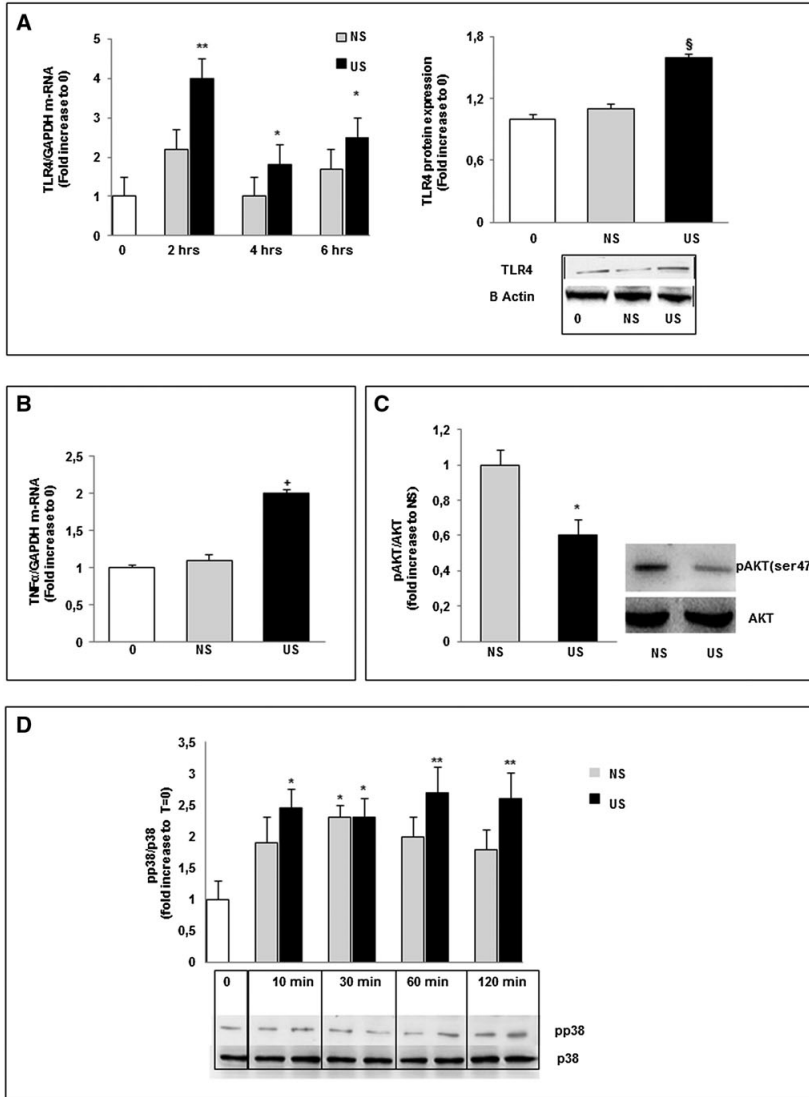 A
TLR4/GAPDH m-RNA
(Fold increase to 0)
5
4
3
2
1
0
NS
US
**
*
*
0
2 hrs
4 hrs
6 hrs
TLR4 protein expression
(Fold increase to 0)
1,8
1,2
0,6
0
§
0
NS
US
TLR4
B Actin
0
NS
US
B
TNFα/GAPDH m-RNA
(Fold increase to 0)
2,5
2
1,5
1
0,5
0
+
0
NS
US
C
pAKT/AKT
(fold increase to NS)
1,2
1
0,8
0,6
0,4
0,2
0
*
NS
US
pAKT(ser47
AKT
NS
US
D
pp38/p38
(fold increase to T=0)
3,5
3
2,5
2
1,5
1
0,5
0
*
*
*
**
**
NS
US
0
10 min
30 min
60 min
120 min
pp38
p38